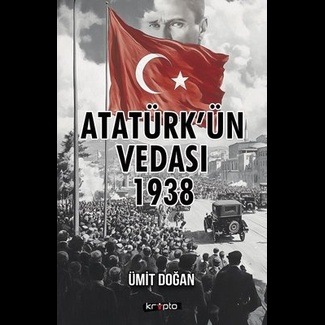 ATATÜRK'ÜN
VEDASI
1938
ÜMİT DOĞAN
kripto